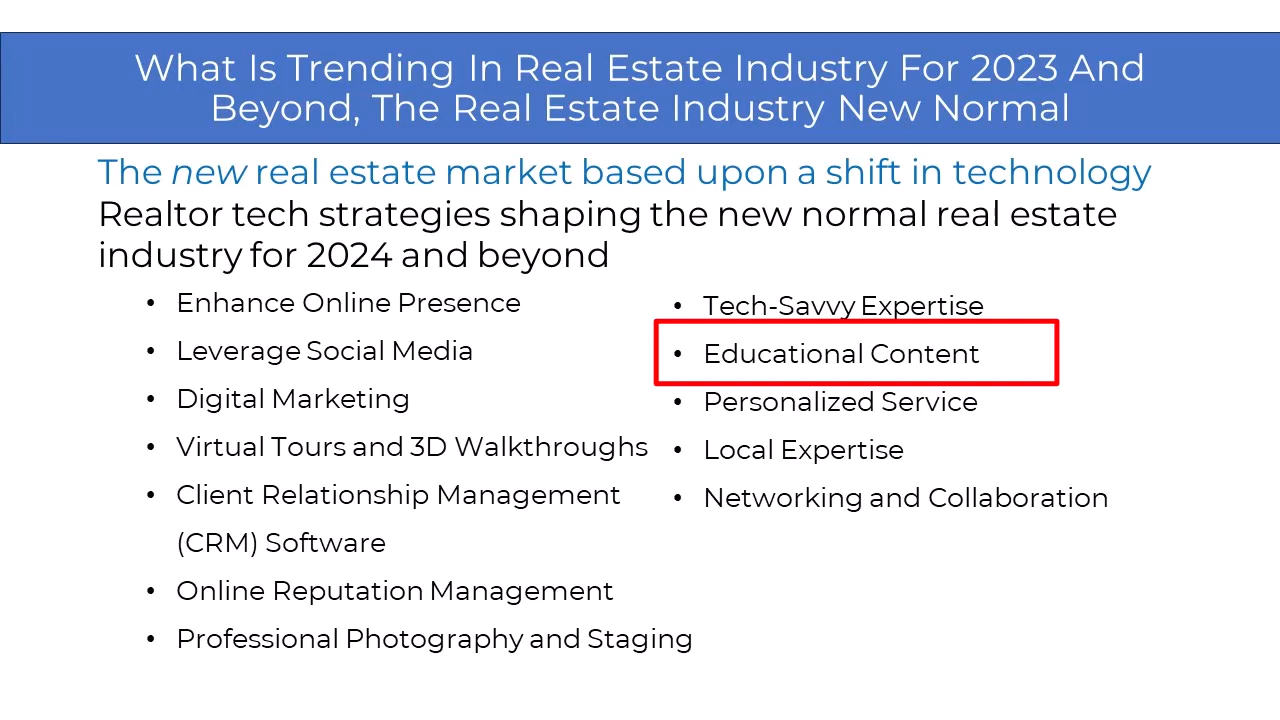 What Is Trending In Real Estate Industry For 2023 And
Beyond, The Real Estate Industry New Normal
The new real estate market based upon a shift in technology
Realtor tech strategies shaping the new normal real estate
industry for 2024 and beyond
• Enhance Online Presence
• Leverage Social Media
• Digital Marketing
• Virtual Tours and 3D Walkthroughs
• Client Relationship Management
(CRM) Software
• Online Reputation Management
• Professional Photography and Staging
• Tech-Savvy Expertise
• Educational Content
• Personalized Service
• Local Expertise
• Networking and Collaboration